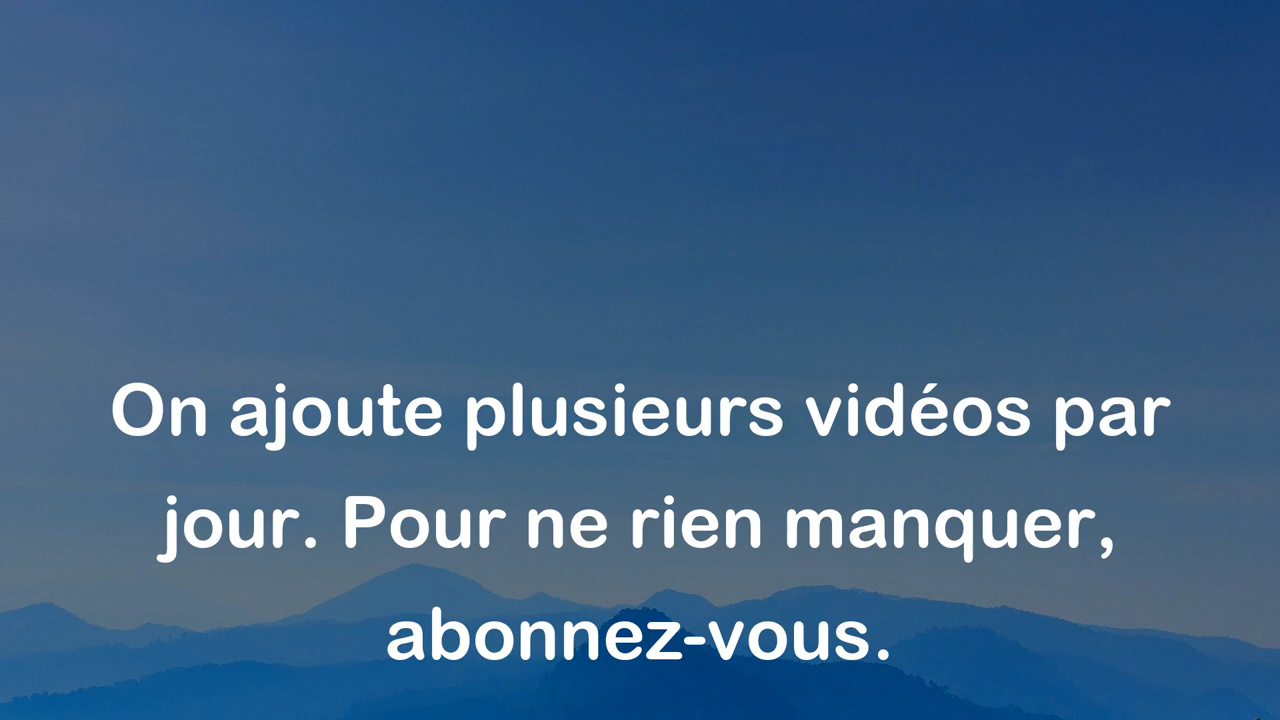 On ajoute plusieurs vidéos par
jour. Pour ne rien manquer,
abonnez-vous.